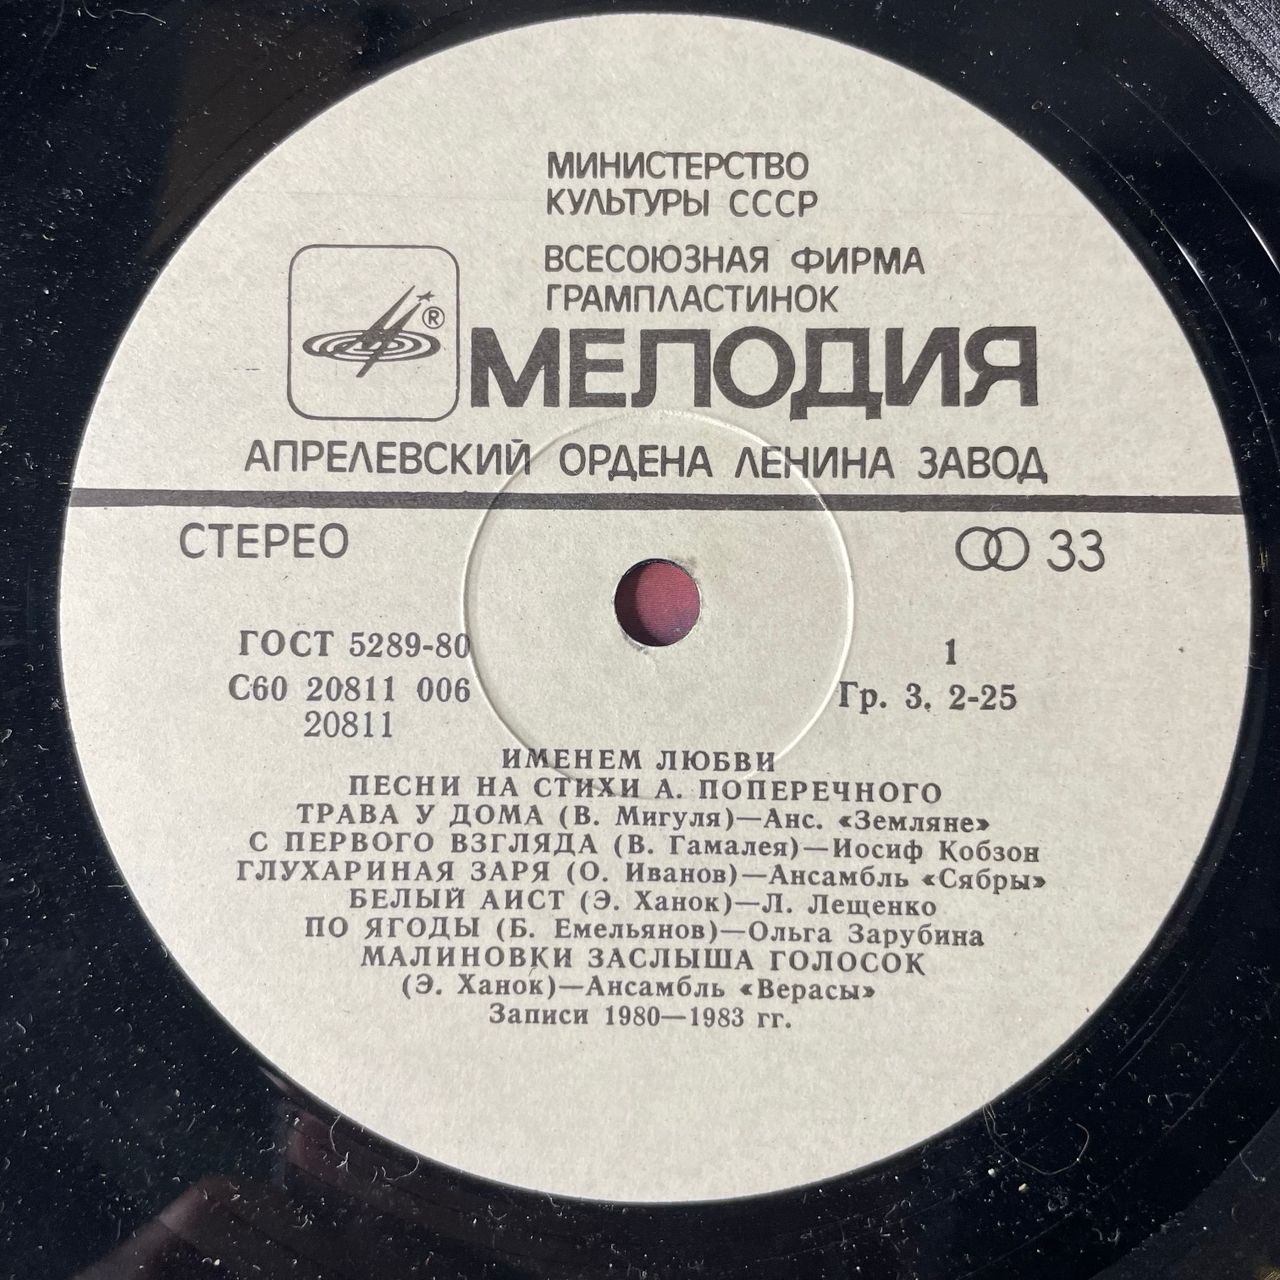 МИНИСТЕРСТВО
КУЛЬТУРЫ СССР
ВСЕСОЮЗНАЯ ФИРМА
ГРАМПЛАСТИНОК
®
МЕЛОДИЯ
АПРЕЛЕВСКИЙ ОРДЕНА ЛЕНИНА ЗАВОД
СТЕРЕО 33
ГОСТ 5289-80 1
С60 20811 006 Гр. 3. 2-25
20811
ИМЕНЕМ ЛЮБВИ
ПЕСНИ НА СТИХИ А. ПОПЕРЕЧНОГО
ТРАВА У ДОМА (В. Мигуля)—Анс. «Земляне»
С ПЕРВОГО ВЗГЛЯДА (В. Гамалея)—Иосиф Кобзон
ГЛУХАРИНАЯ ЗАРЯ (О. Иванов)—Ансамбль «Сябры»
БЕЛЫЙ АИСТ (Э. Ханок)—Л. Лещенко
ПО ЯГОДЫ (Б. Емельянов)—Ольга Зарубина
МАЛИНОВКИ ЗАСЛЫША ГОЛОСОК
(Э. Ханок)—Ансамбль «Верасы»
Записи 1980—1983 гг.